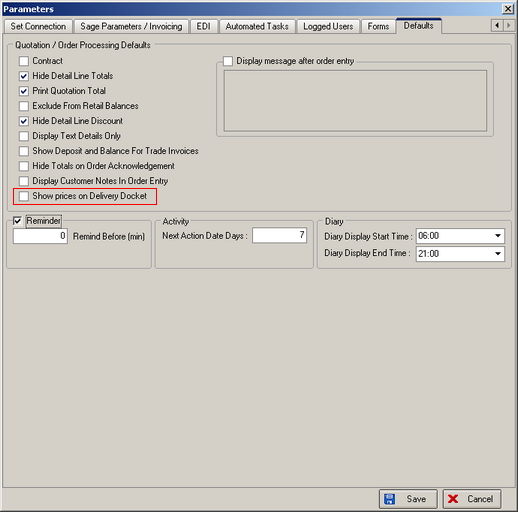 Parameters
Set Connection Sage Parameters / Invoicing EDI Automated Tasks Logged Users Forms Defaults
Quotation / Order Processing Defaults
Contract
Display message after order entry
Hide Detail Line Totals
Print Quotation Total
Exclude From Retail Balances
Hide Detail Line Discount
Display Text Details Only
Show Deposit and Balance For Trade Invoices
Hide Totals on Order Acknowledgement
Display Customer Notes In Order Entry
Show prices on Delivery Docket
Reminder
0 Remind Before (min)
Activity
Next Action Date Days : 7
Diary
Diary Display Start Time : 06:00
Diary Display End Time : 21:00
Save Cancel